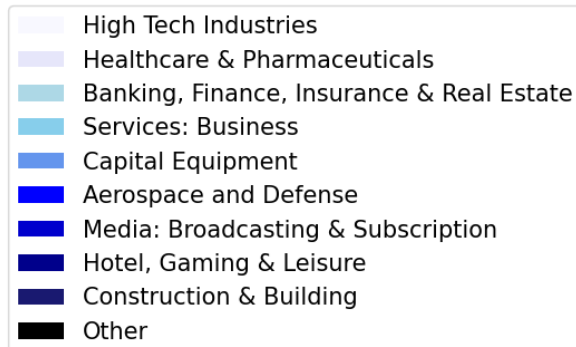 High Tech Industries
Healthcare & Pharmaceuticals
Banking, Finance, Insurance & Real Estate
Services: Business
Capital Equipment
Aerospace and Defense
Media: Broadcasting & Subscription
Hotel, Gaming & Leisure
Construction & Building
Other